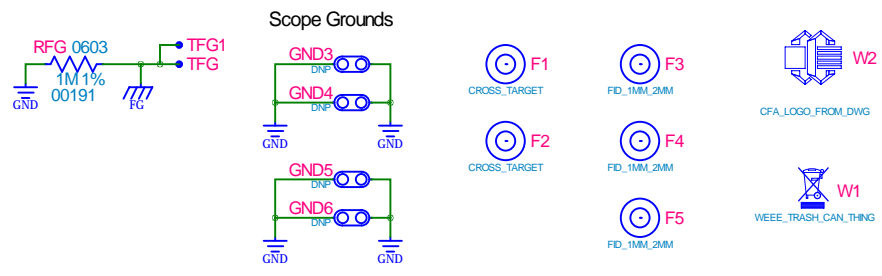 Scope Grounds
RFG 0603
1M 1%
00191
GND
FG
TFG1
TFG
GND3
DNP
GND4
DNP
GND
GND
GND5
DNP
GND6
DNP
GND
GND
F1
CROSS_TARGET
F2
CROSS_TARGET
F3
FID_1MM_2MM
F4
FID_1MM_2MM
F5
FID_1MM_2MM
W2
CFA_LOGO_FROM_DWG
W1
WEEE_TRASH_CAN_THING